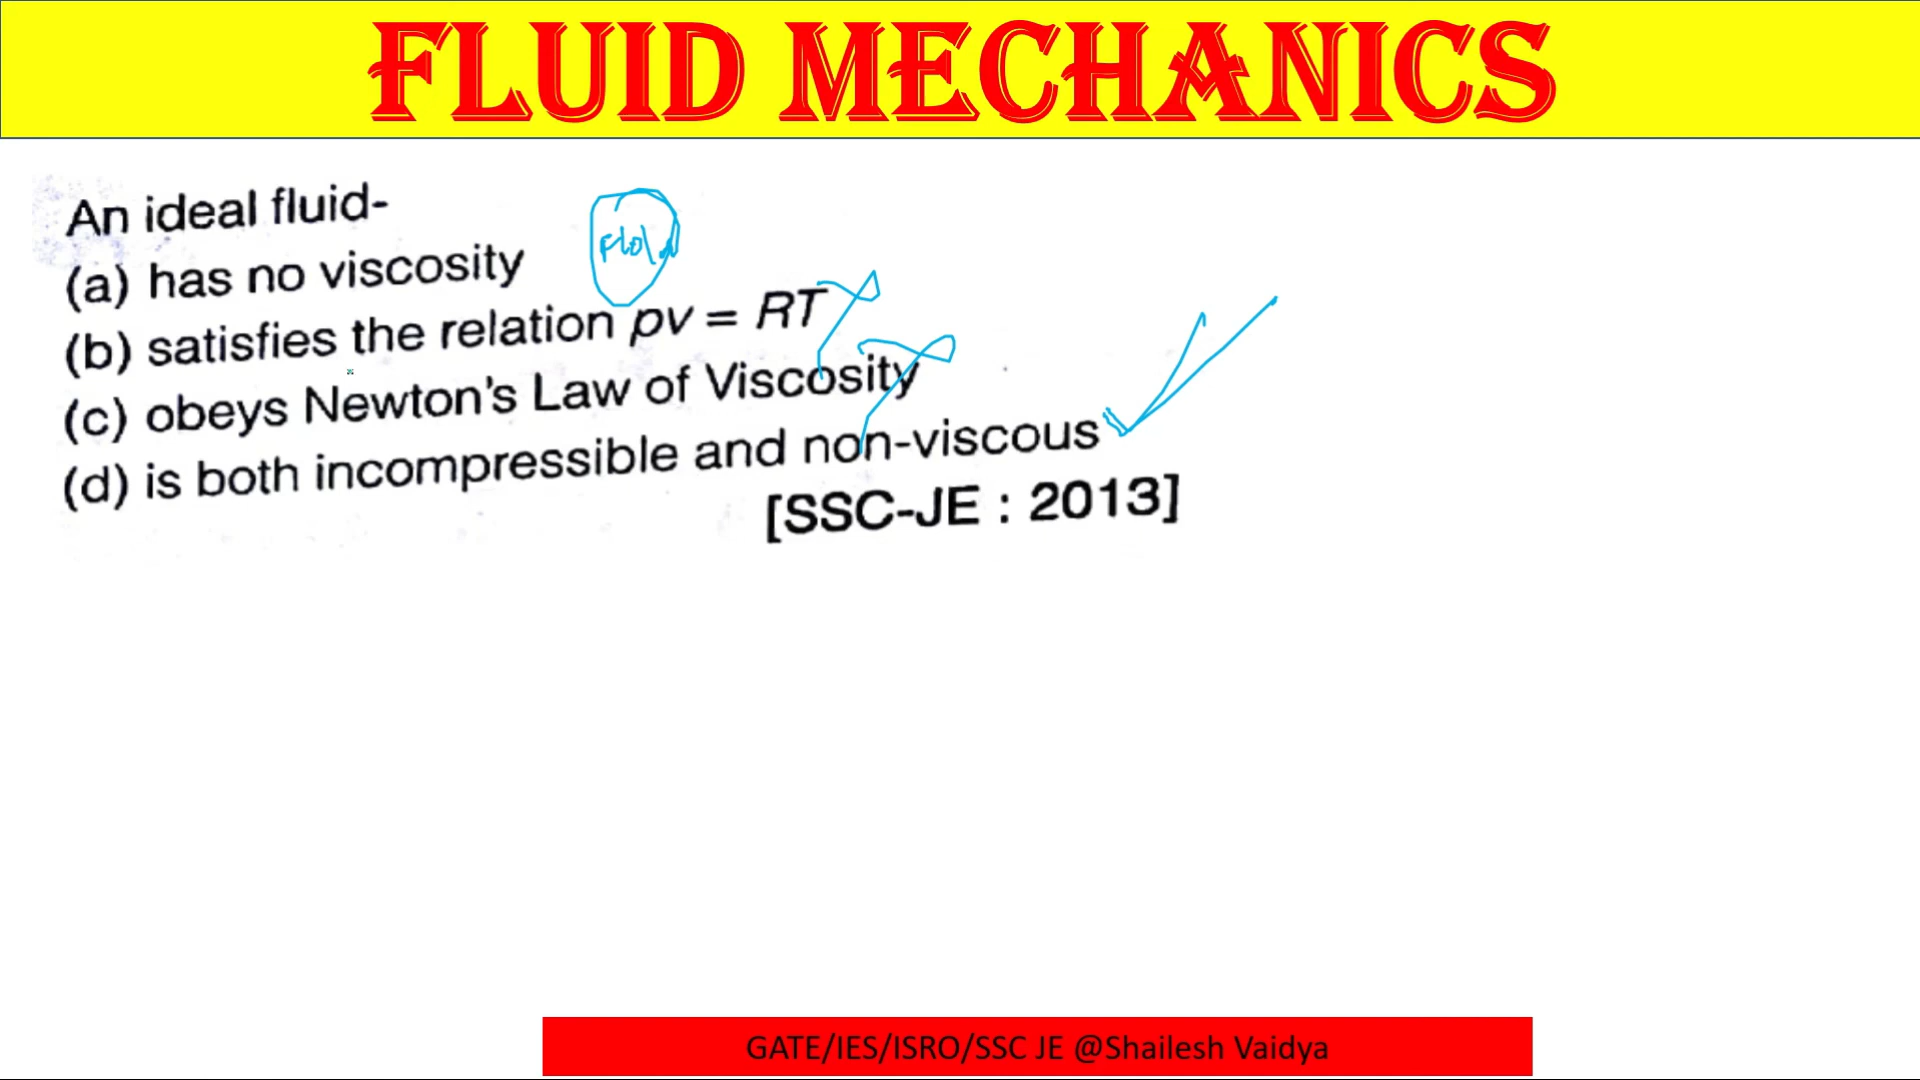 FLUID MECHANICS
An ideal fluid-
(a) has no viscosity
(b) satisfies the relation pv = RT
(c) obeys Newton's Law of Viscosity
(d) is both incompressible and non-viscous
[SSC-JE : 2013]
GATE/IES/ISRO/SSC JE @Shailesh Vaidya